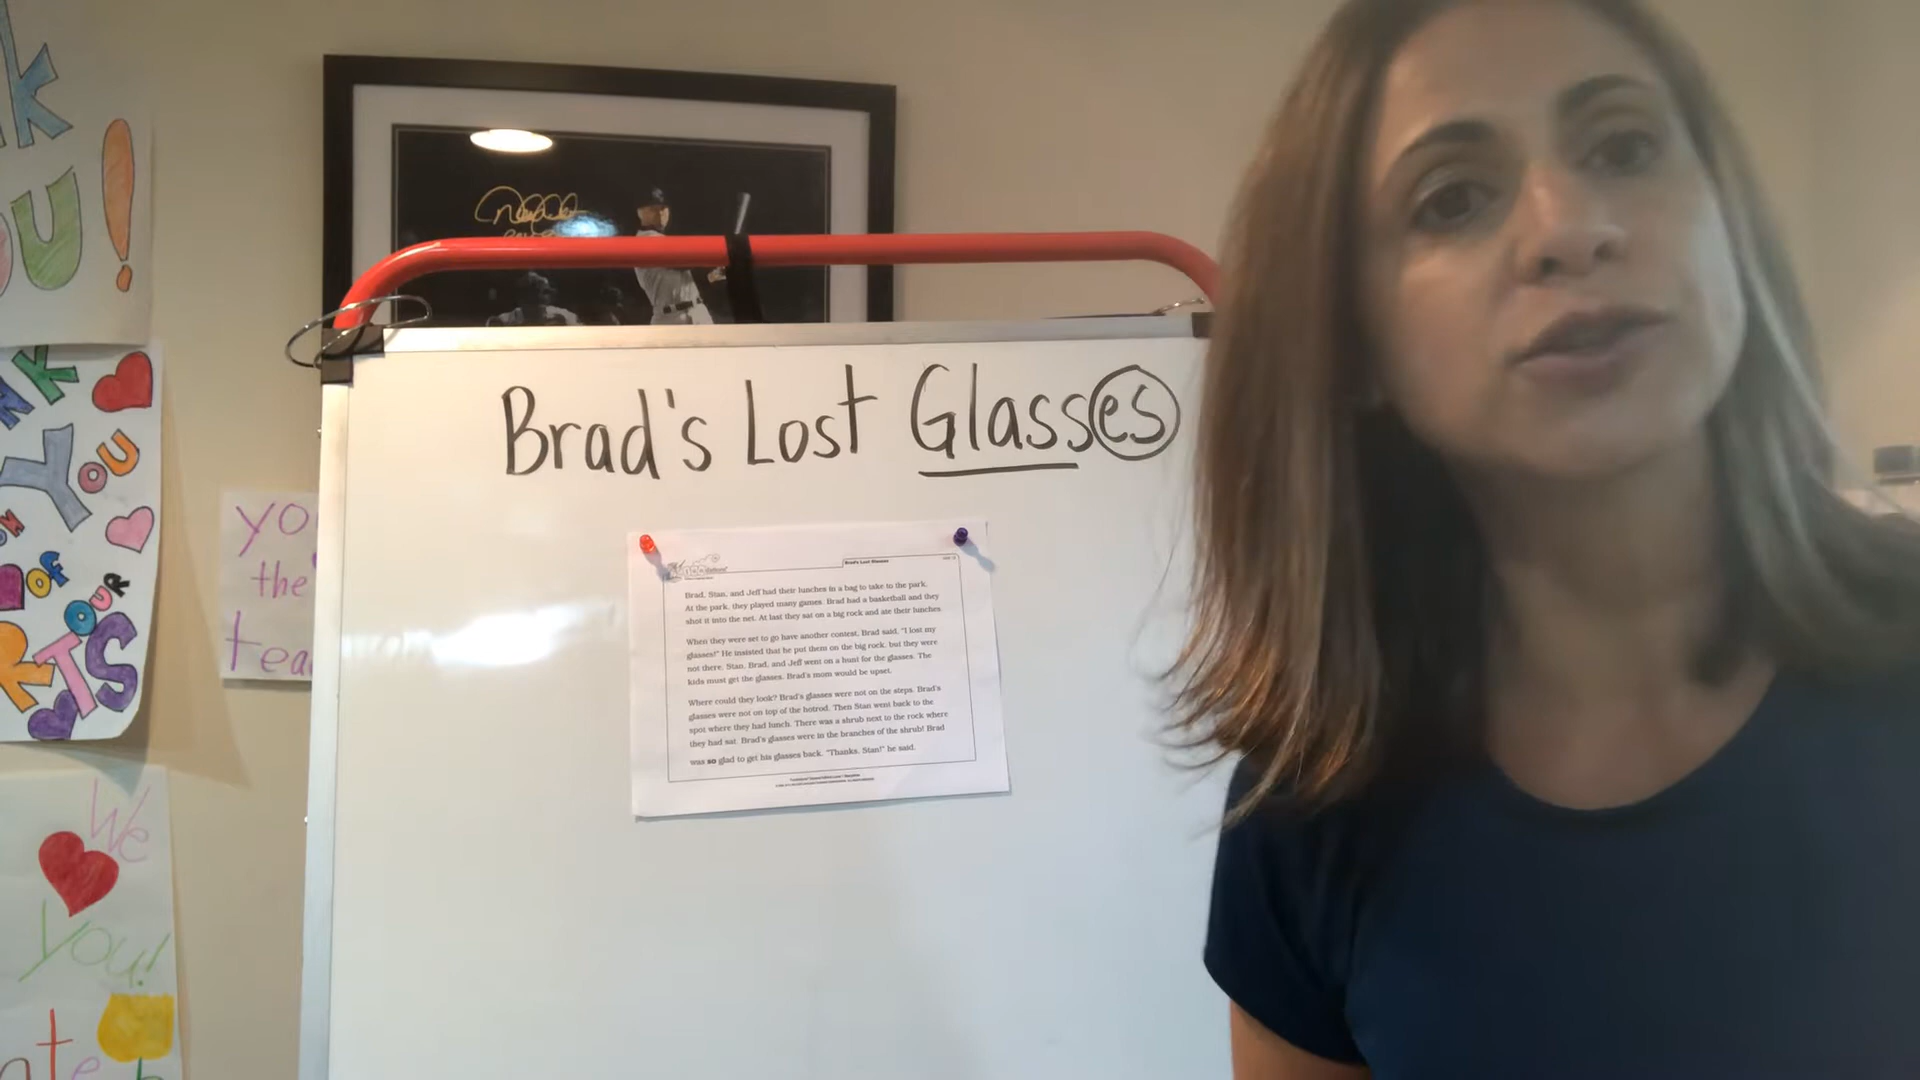 k
OU!
NK
YOU
OF
OUR
RTS
yo
the
tea
We
you!
Brad's Lost Glasses
Brad's Lost Glasses
Brad, Stan, and Jeff had their lunches in a bag to take to the park.
At the park, they played many games. Brad had a basketball and they
shot it into the net. At last they sat on a big rock and ate their lunches.
When they were set to go have another contest, Brad said, "I lost my
glasses!" He insisted that he put them on the big rock, but they were
not there. Stan, Brad, and Jeff went on a hunt for the glasses. The
kids must get the glasses. Brad's mom would be upset.
Where could they look? Brad's glasses were not on the steps. Brad's
glasses were not on top of the hotrod. Then Stan went back to the
spot where they had lunch. There was a shrub next to the rock where
they had sat. Brad's glasses were in the branches of the shrub! Brad
was so glad to get his glasses back. "Thanks, Stan!" he said.